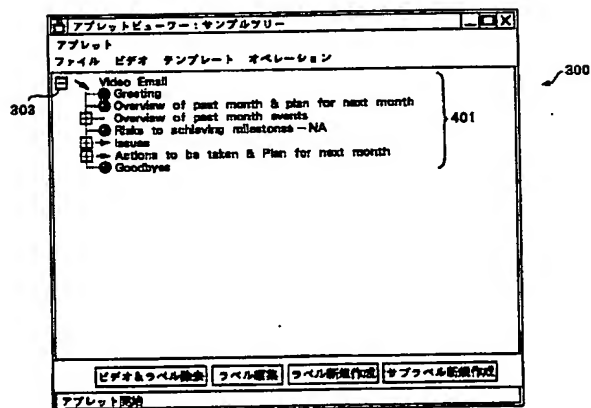 アプレットビューワー：サンプルツリー
アプレット
ファイル ビデオ テンプレート オペレーション
300
303
Video Email
Greeting
Overview of past month & plan for next month
Overview of past month events
Risks to achieving milestones – NA
Issues
Actions to be taken & Plan for next month
Goodbyes
401
ビデオ&ラベル除去 ラベル編集 ラベル新規作成 サブラベル新規作成
アプレット開始